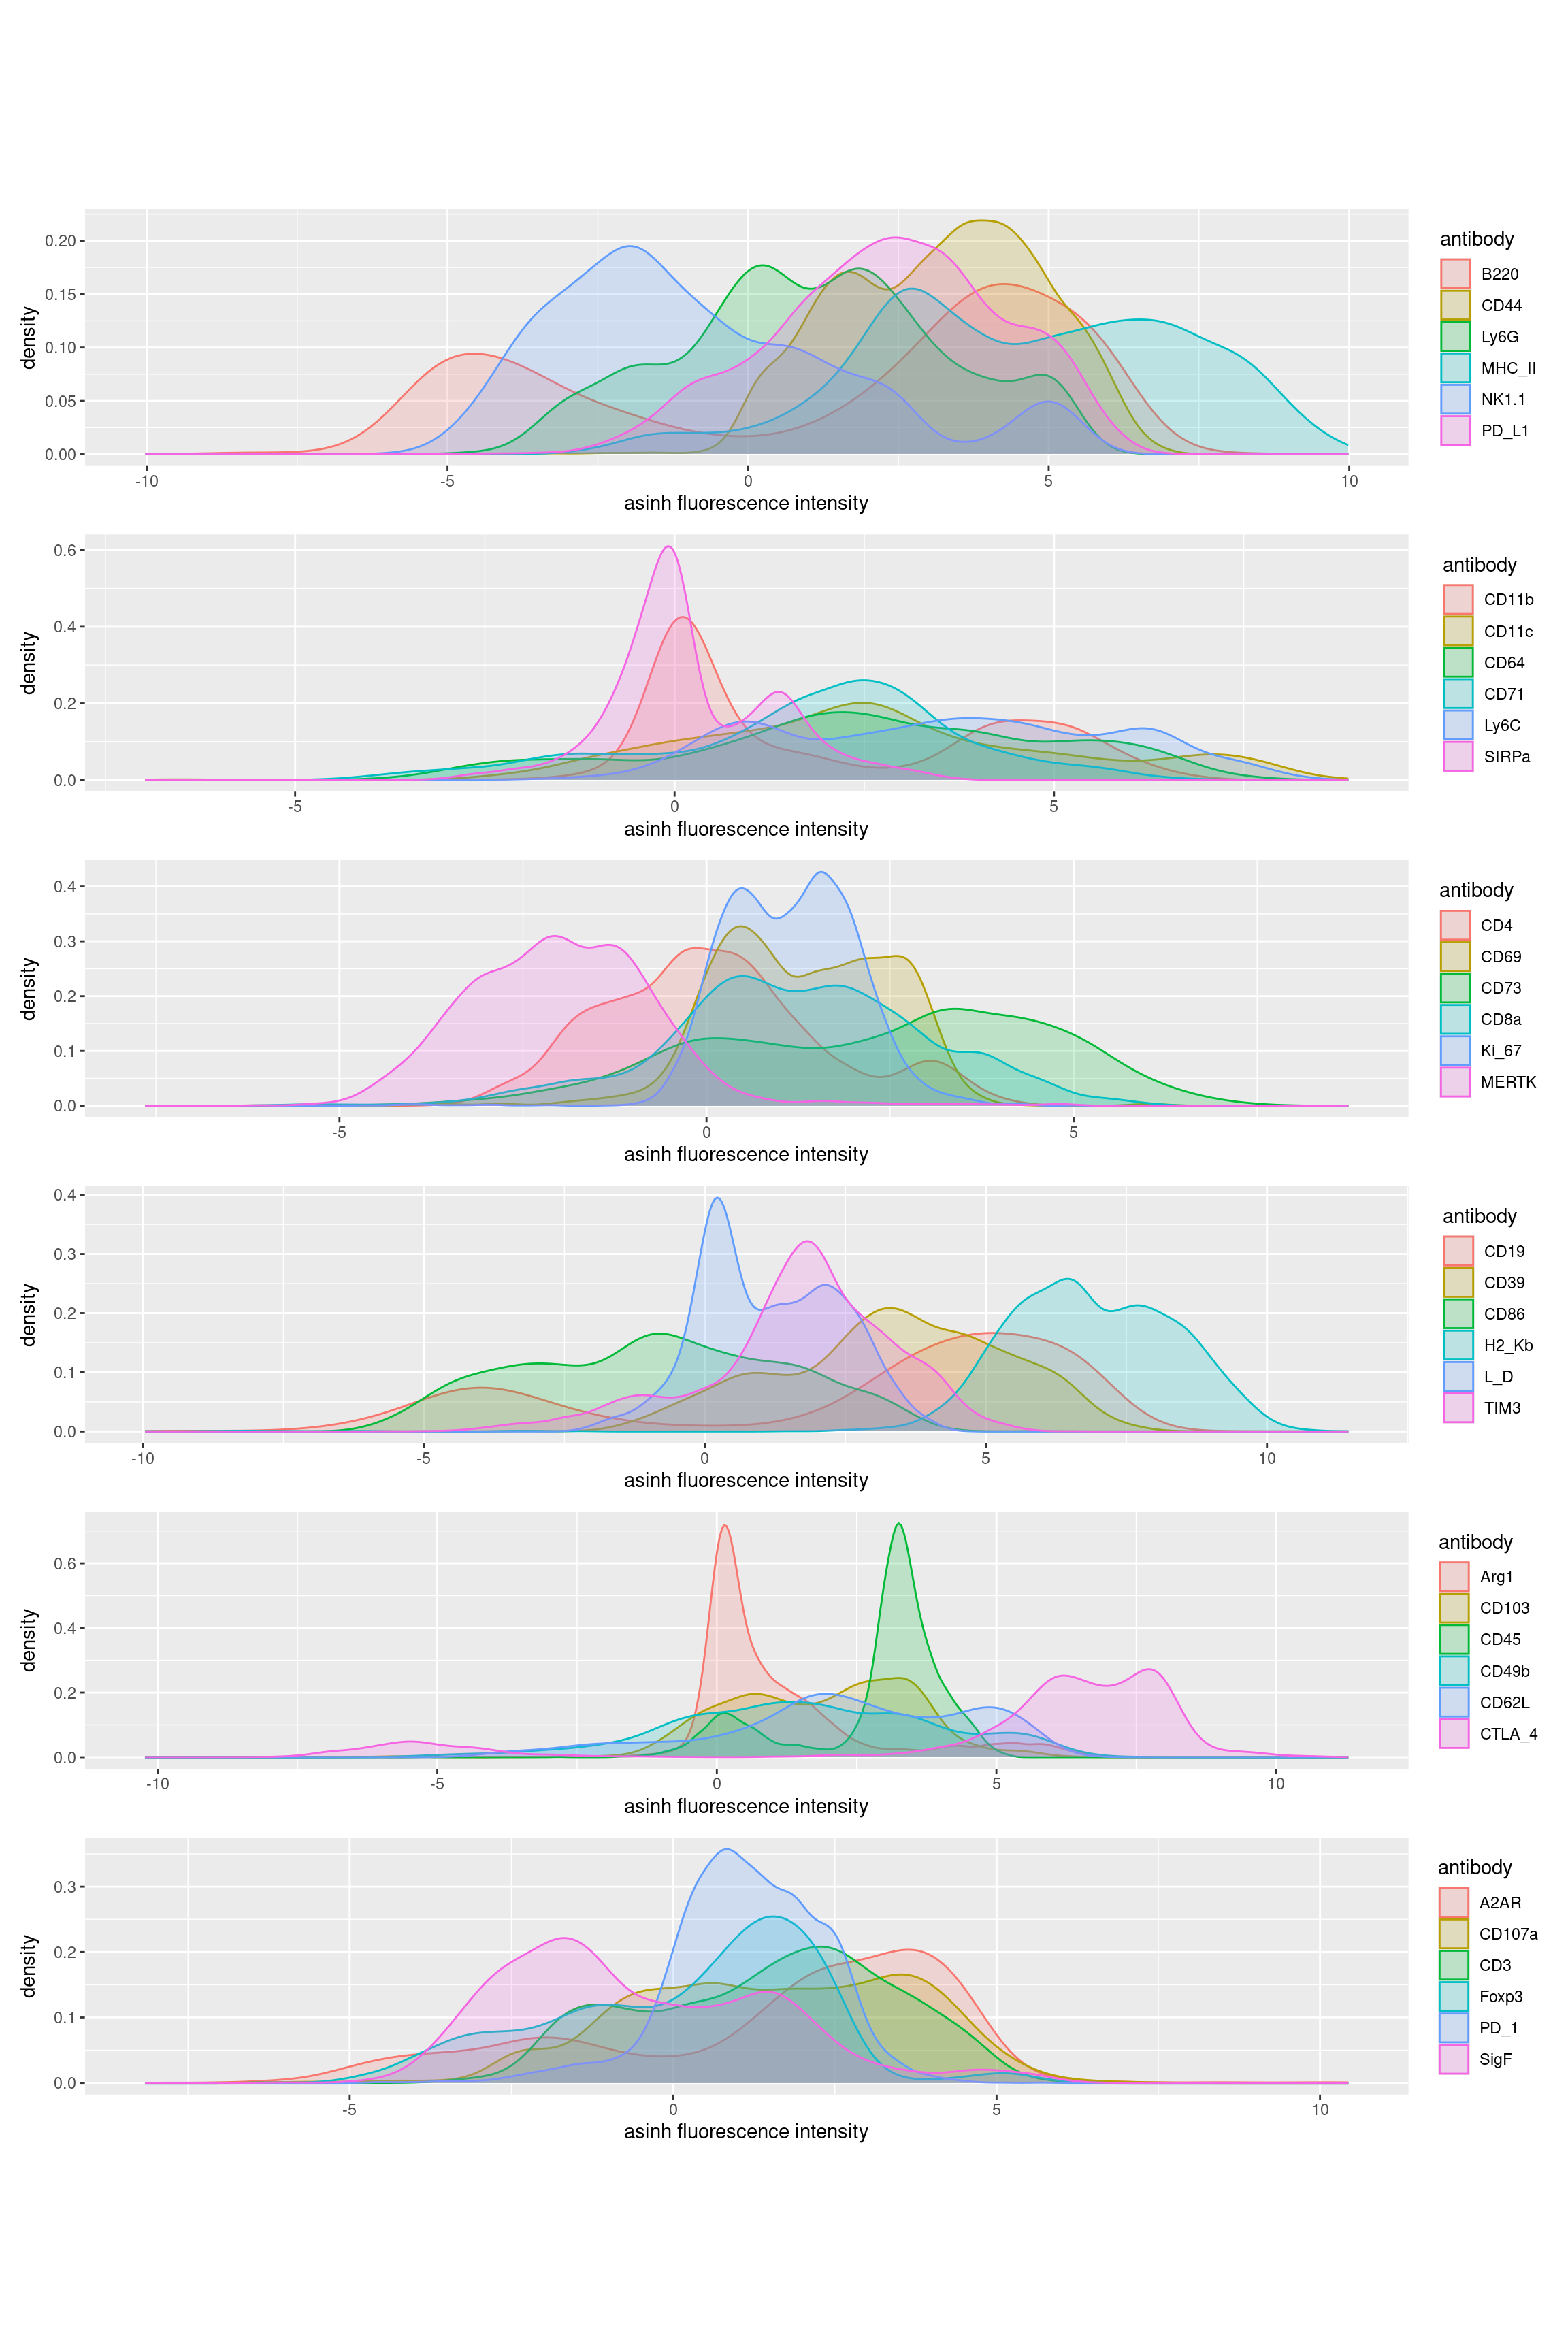 antibody
0.20
0.15
0.10
0.05
0.00
density
B220
CD44
Ly6G
MHC_II
NK1.1
PD_L1
-10 -5 0 5 10
asinh fluorescence intensity
antibody
0.6
0.4
0.2
0.0
density
CD11b
CD11c
CD64
CD71
Ly6C
SIRPa
-5 0 5
asinh fluorescence intensity
antibody
0.4
0.3
0.2
0.1
0.0
density
CD4
CD69
CD73
CD8a
Ki_67
MERTK
-5 0 5
asinh fluorescence intensity
antibody
0.4
0.3
0.2
0.1
0.0
density
CD19
CD39
CD86
H2_Kb
L_D
TIM3
-10 -5 0 5 10
asinh fluorescence intensity
antibody
0.6
0.4
0.2
0.0
density
Arg1
CD103
CD45
CD49b
CD62L
CTLA_4
-10 -5 0 5 10
asinh fluorescence intensity
antibody
0.3
0.2
0.1
0.0
density
A2AR
CD107a
CD3
Foxp3
PD_1
SigF
-5 0 5 10
asinh fluorescence intensity